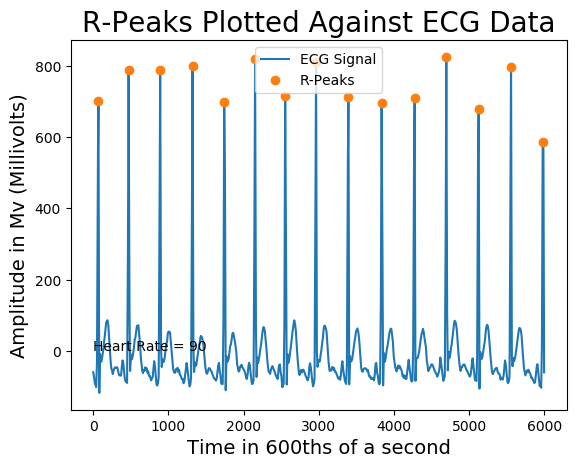 R-Peaks Plotted Against ECG Data
ECG Signal
R-Peaks
Amplitude in Mv (Millivolts)
800
600
400
200
0
Heart Rate = 90
0 1000 2000 3000 4000 5000 6000
Time in 600ths of a second